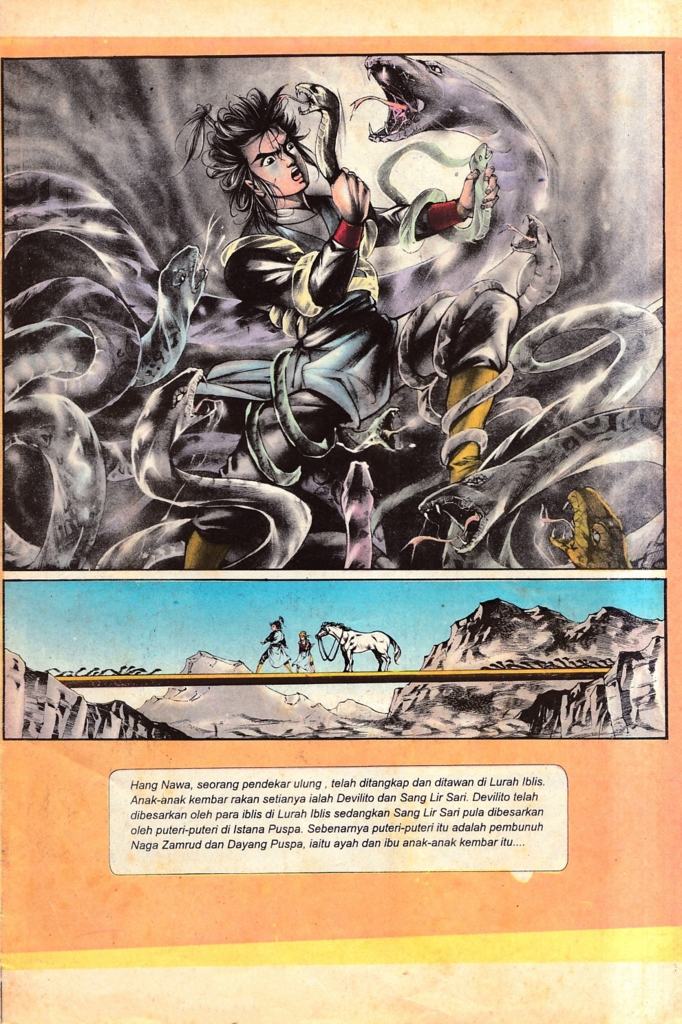 Hang Nawa, seorang pendekar ulung , telah ditangkap dan ditawan di Lurah Iblis.
Anak-anak kembar rakan setianya ialah Devilito dan Sang Lir Sari. Devilito telah
dibesarkan oleh para iblis di Lurah Iblis sedangkan Sang Lir Sari pula dibesarkan
oleh puteri-puteri di Istana Puspa. Sebenarnya puteri-puteri itu adalah pembunuh
Naga Zamrud dan Dayang Puspa, iaitu ayah dan ibu anak-anak kembar itu....